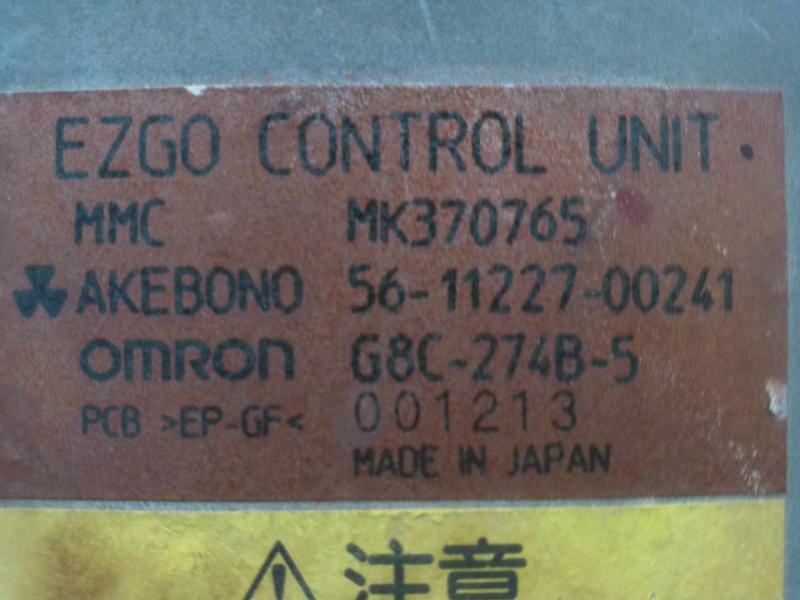 EZGO CONTROL UNIT.
MMC MK370765
AKEBONO 56-11227-00241
OMRON G8C-274B-5
PCB >EP-GF< 001213
MADE IN JAPAN
注意